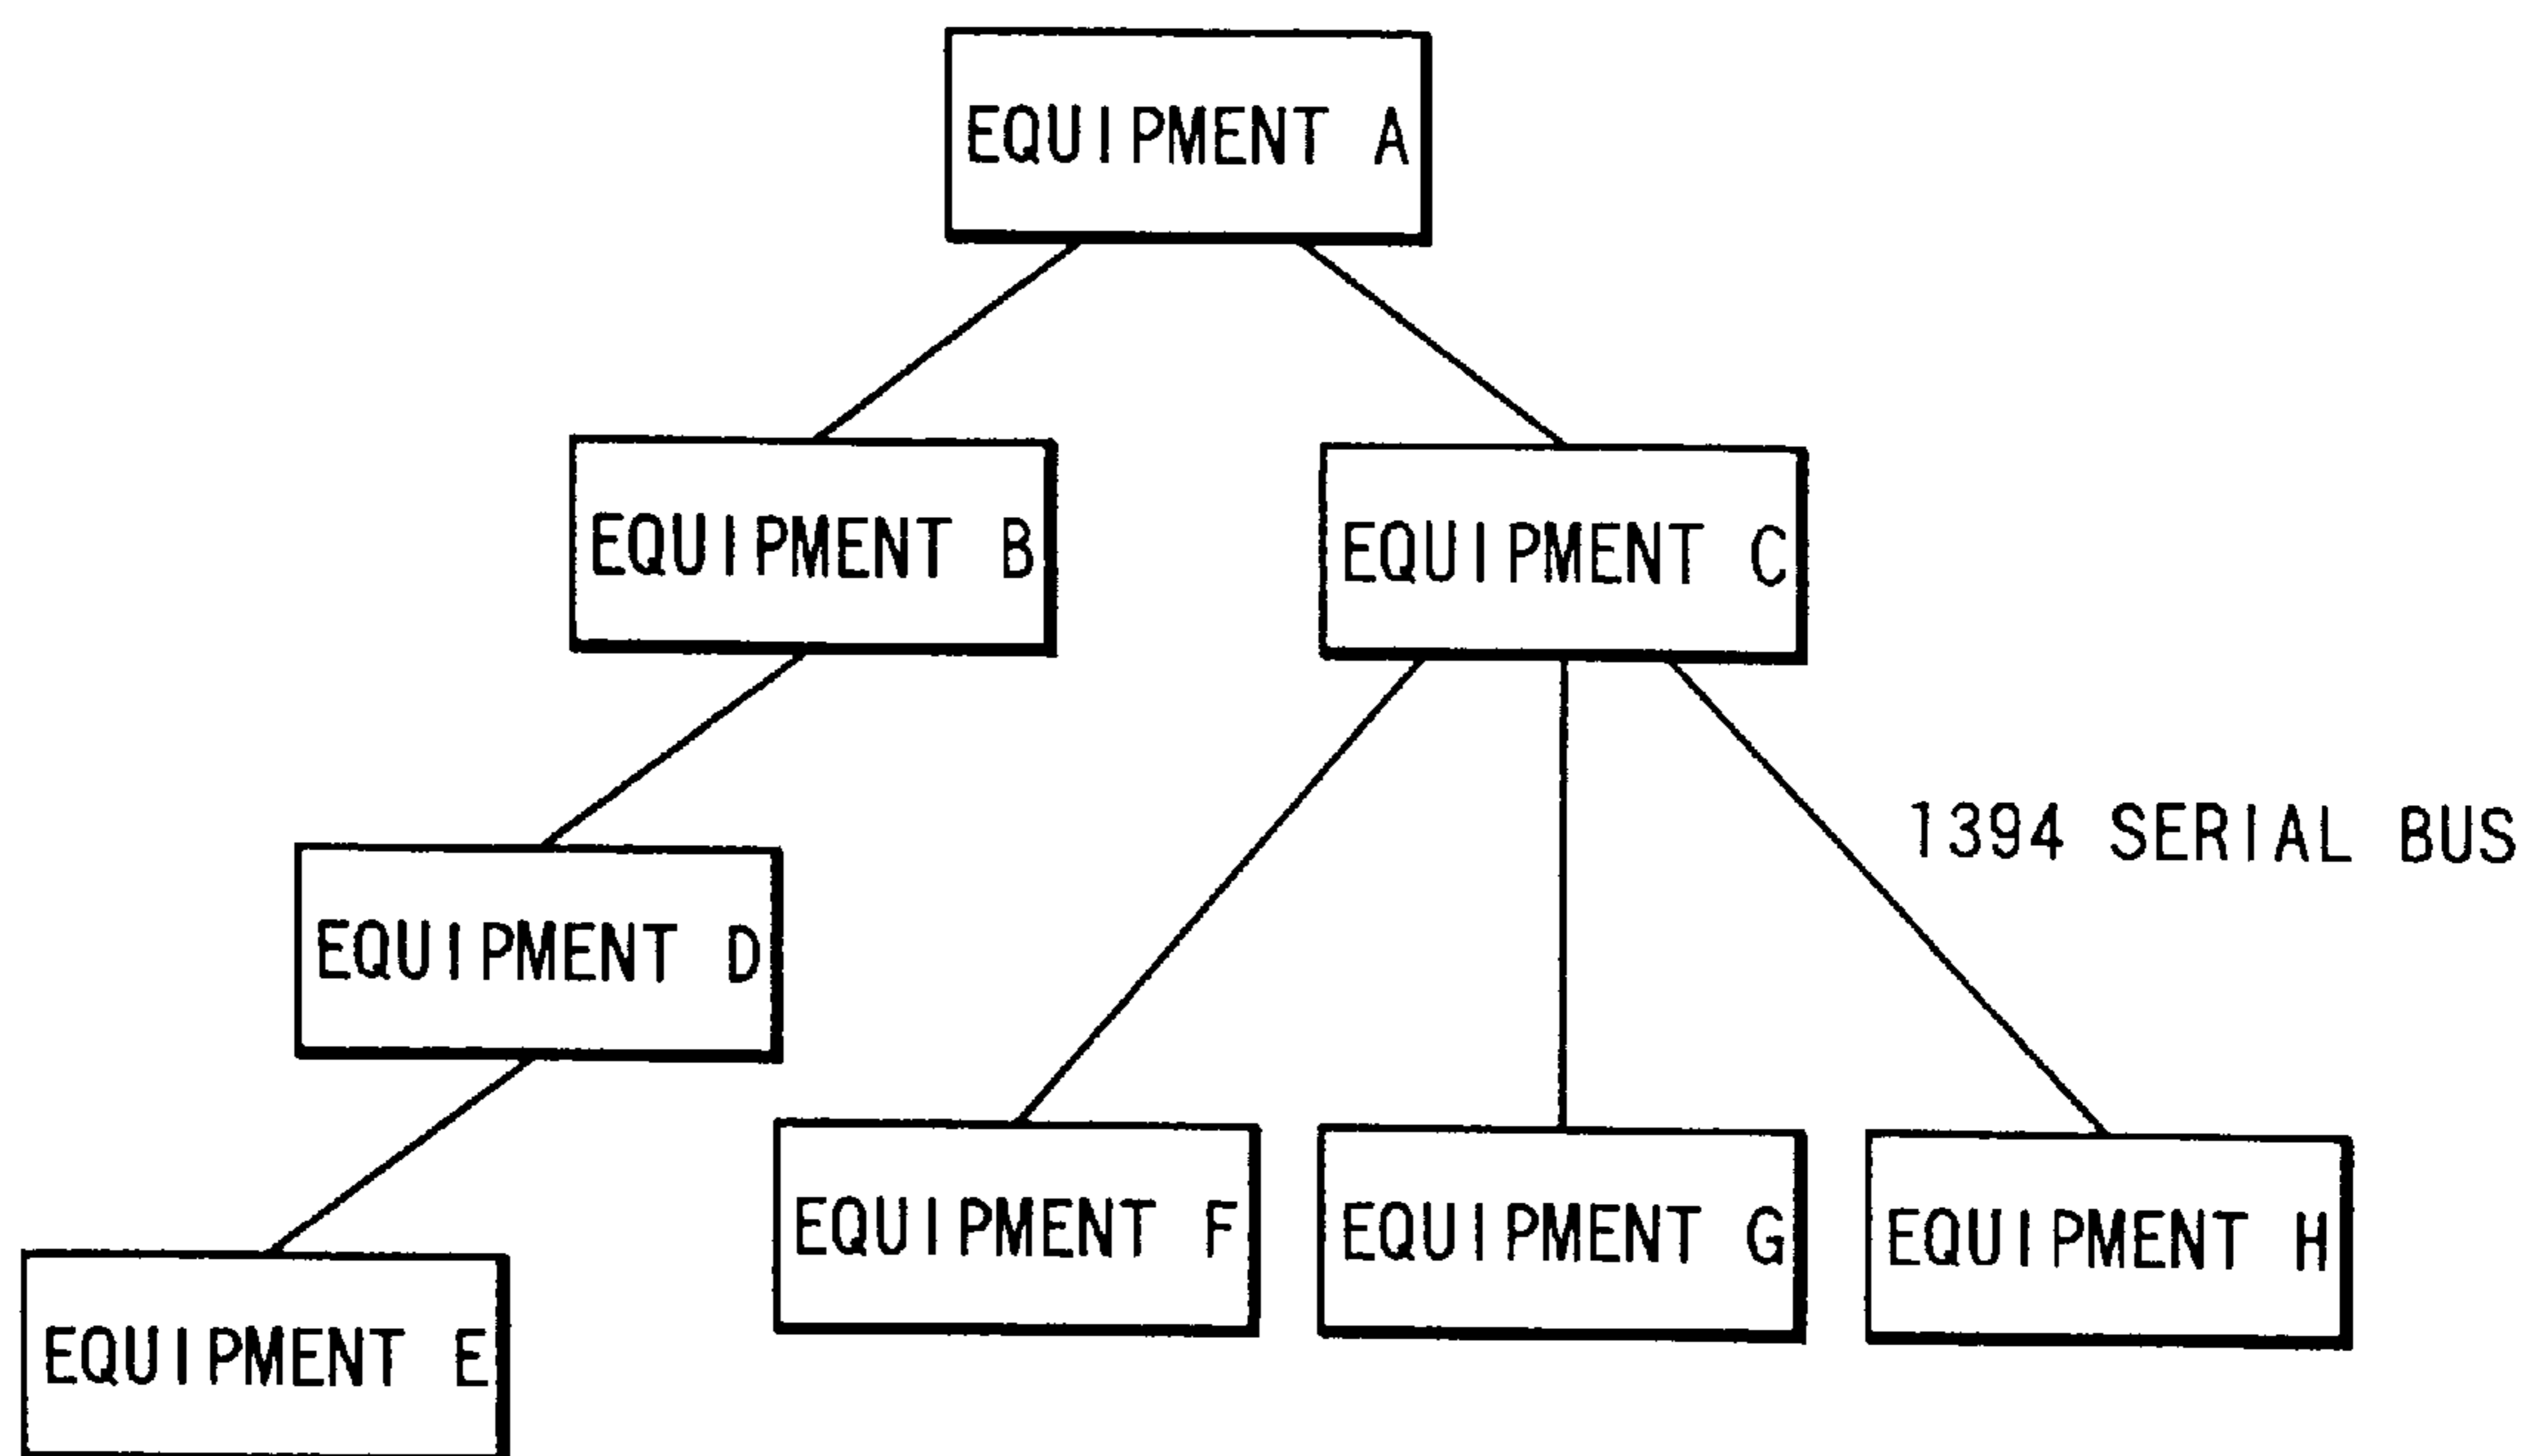 EQUIPMENT A
EQUIPMENT B
EQUIPMENT C
1394 SERIAL BUS
EQUIPMENT D
EQUIPMENT F
EQUIPMENT G
EQUIPMENT H
EQUIPMENT E